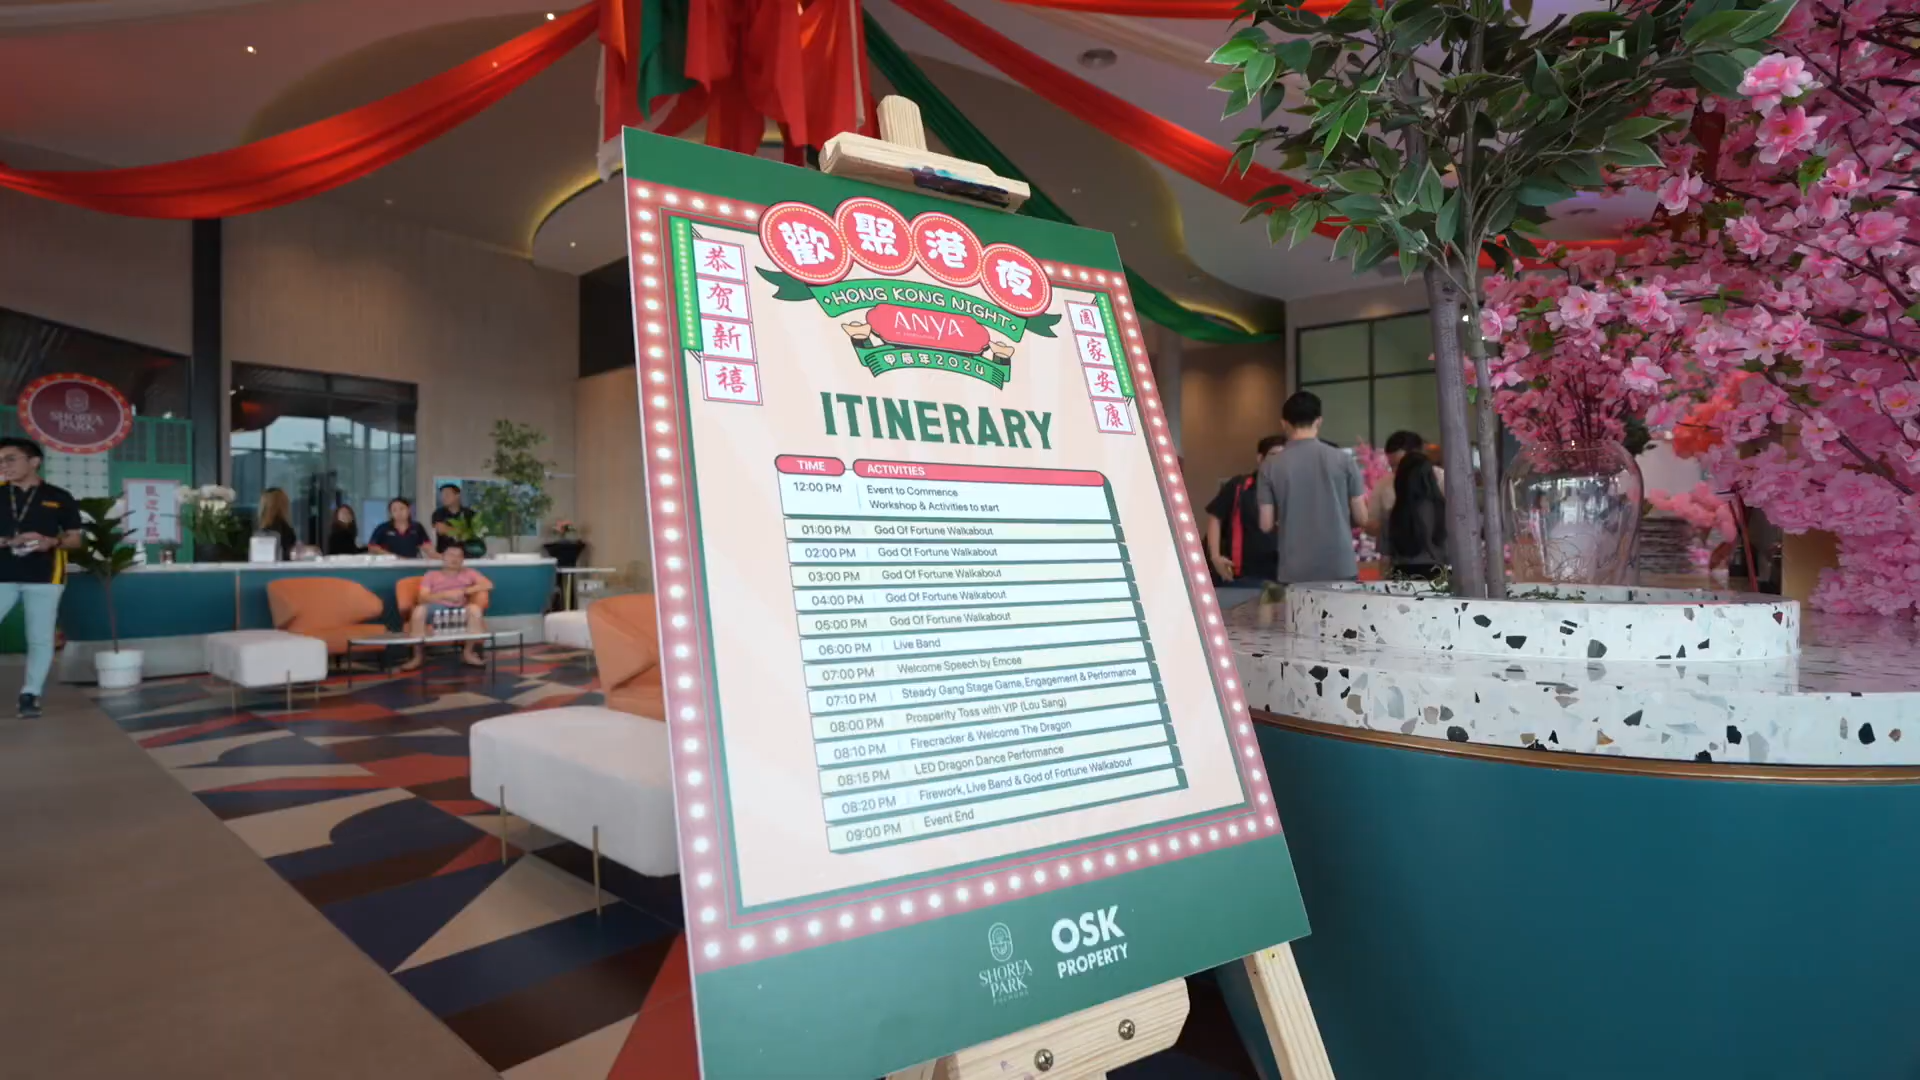 歡聚港夜
HONG KONG NIGHT
ANYA
甲辰年2024
恭贺新禧
国家安康
ITINERARY
TIME ACTIVITIES
12:00 PM Event to Commence
Workshop & Activities to start
01:00 PM God Of Fortune Walkabout
02:00 PM God Of Fortune Walkabout
03:00 PM God Of Fortune Walkabout
04:00 PM God Of Fortune Walkabout
05:00 PM God Of Fortune Walkabout
06:00 PM Live Band
07:00 PM Welcome Speech by Emcee
07:10 PM Steady Gang Stage Game, Engagement & Performance
08:00 PM Prosperity Toss with VIP (Lou Sang)
08:10 PM Firecracker & Welcome The Dragon
08:15 PM LED Dragon Dance Performance
08:20 PM Firework, Live Band & God of Fortune Walkabout
09:00 PM Event End
SHOREA
PARK
PUCHONG
OSK
PROPERTY
SHOREA
PARK